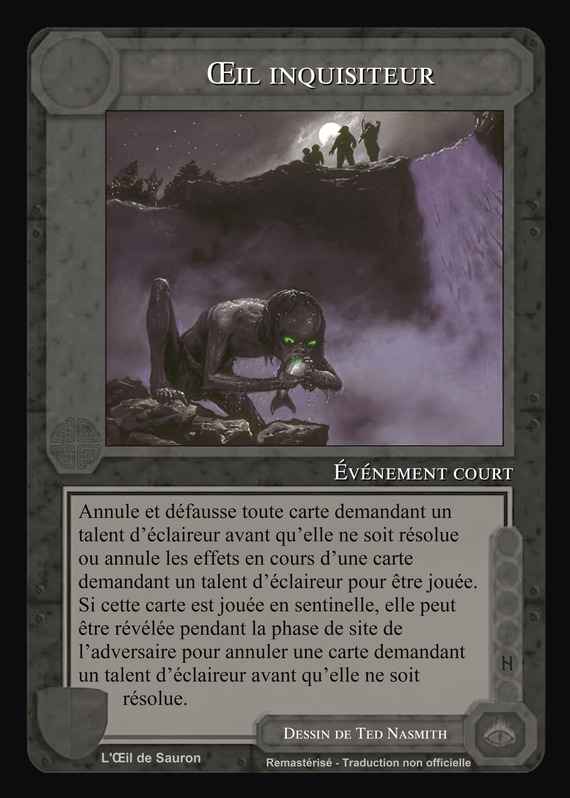 Œil inquisiteur
Événement court
Annule et défausse toute carte demandant un
talent d'éclaireur avant qu'elle ne soit résolue
ou annule les effets en cours d'une carte
demandant un talent d'éclaireur pour être jouée.
Si cette carte est jouée en sentinelle, elle peut
être révélée pendant la phase de site de
l'adversaire pour annuler une carte demandant
un talent d'éclaireur avant qu'elle ne soit
résolue.
Dessin de Ted Nasmith
L'Œil de Sauron
Remastérisé - Traduction non officielle